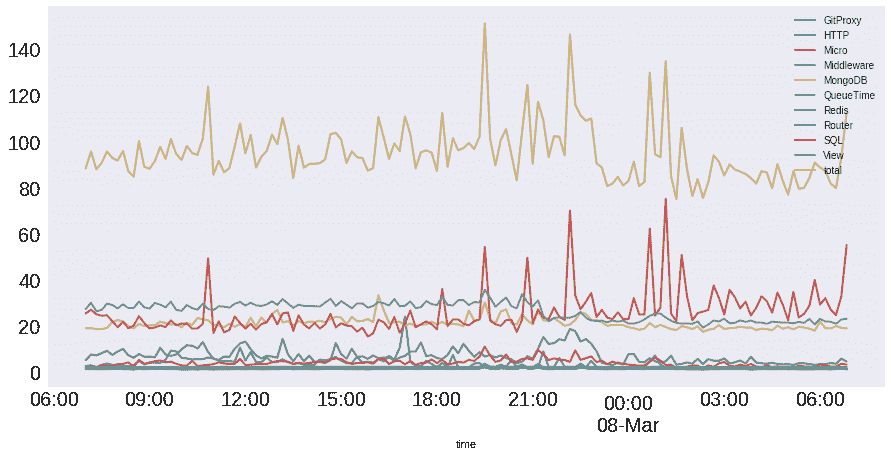 140
120
100
80
60
40
20
0
06:00 09:00 12:00 15:00 18:00 21:00 00:00 03:00 06:00
08-Mar
time
GitProxy
HTTP
Micro
Middleware
MongoDB
QueueTime
Redis
Router
SQL
View
total